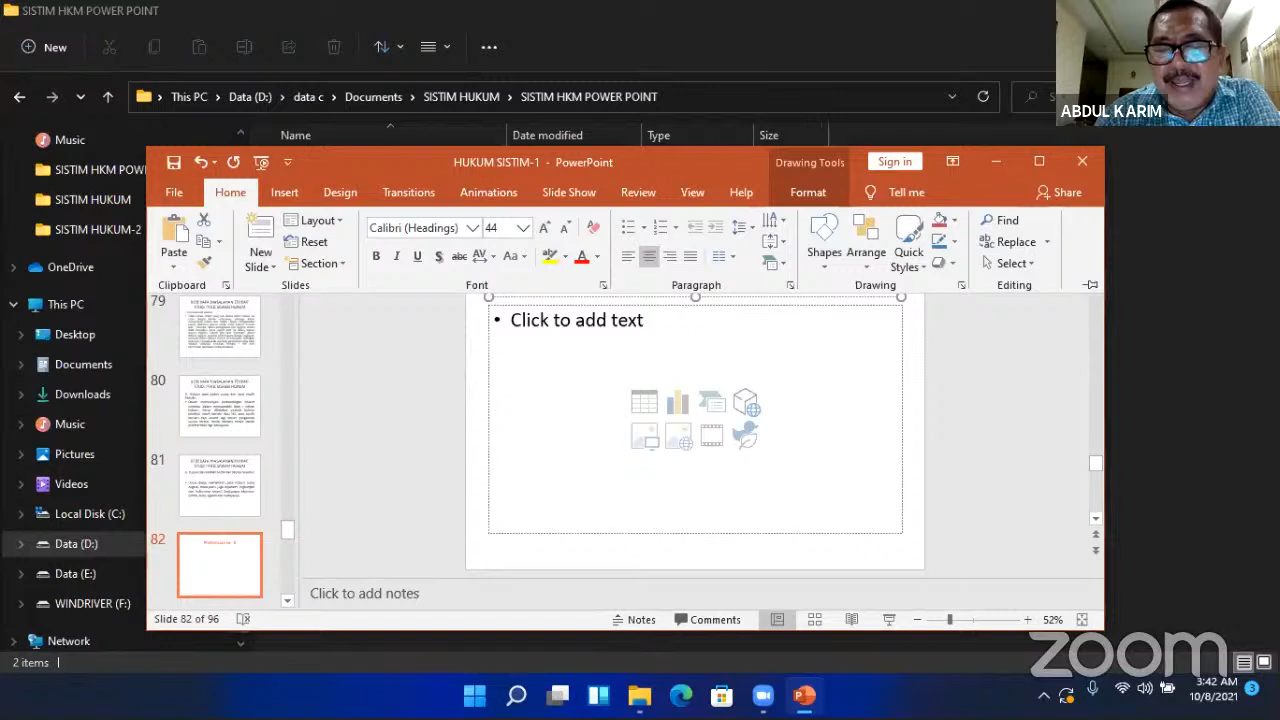 SISTIM HKM POWER POINT
New
This PC
Data (D:)
data c
Documents
SISTIM HUKUM
SISTIM HKM POWER POINT
ABDUL KARIM
Music
SISTIM HKM POW
SISTIM HUKUM
SISTIM HUKUM-2
OneDrive
This PC
Desktop
Documents
Downloads
Music
Pictures
Videos
Local Disk (C:)
Data (D:)
Data (E:)
WINDRIVER (F:)
Network
2 items
Name
Date modified
Type
Size
HUKUM SISTIM-1 - PowerPoint
Drawing Tools
Sign in
File
Home
Insert
Design
Transitions
Animations
Slide Show
Review
View
Help
Format
Tell me
Share
Paste
Clipboard
New
Slide
Layout
Reset
Section
Slides
Calibri (Headings)
44
B I U S abc AV Aa A
Font
Paragraph
Shapes
Arrange
Quick
Styles
Drawing
Find
Replace
Select
Editing
79
80
81
82
• Click to add text
Click to add notes
Slide 82 of 96
Notes
Comments
52%
zoom
3:42 AM
10/8/2021
3